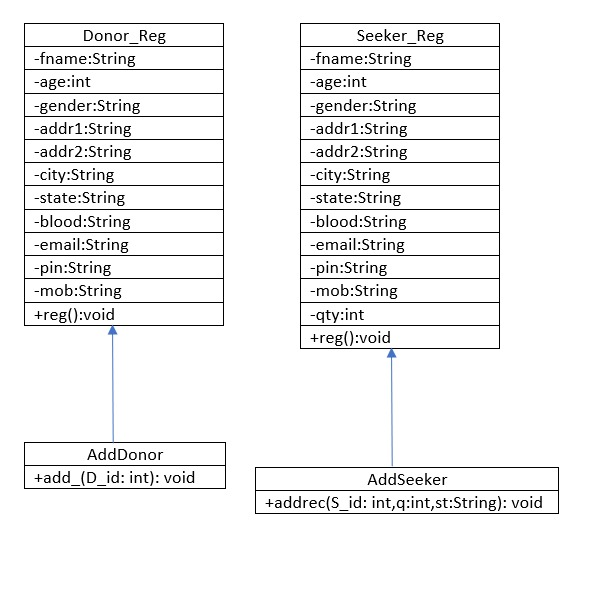 Donor_Reg
-fname:String
-age:int
-gender:String
-addr1:String
-addr2:String
-city:String
-state:String
-blood:String
-email:String
-pin:String
-mob:String
+reg():void
Seeker_Reg
-fname:String
-age:int
-gender:String
-addr1:String
-addr2:String
-city:String
-state:String
-blood:String
-email:String
-pin:String
-mob:String
-qty:int
+reg():void
AddDonor
+add_(D_id: int): void
AddSeeker
+addrec(S_id: int,q:int,st:String): void